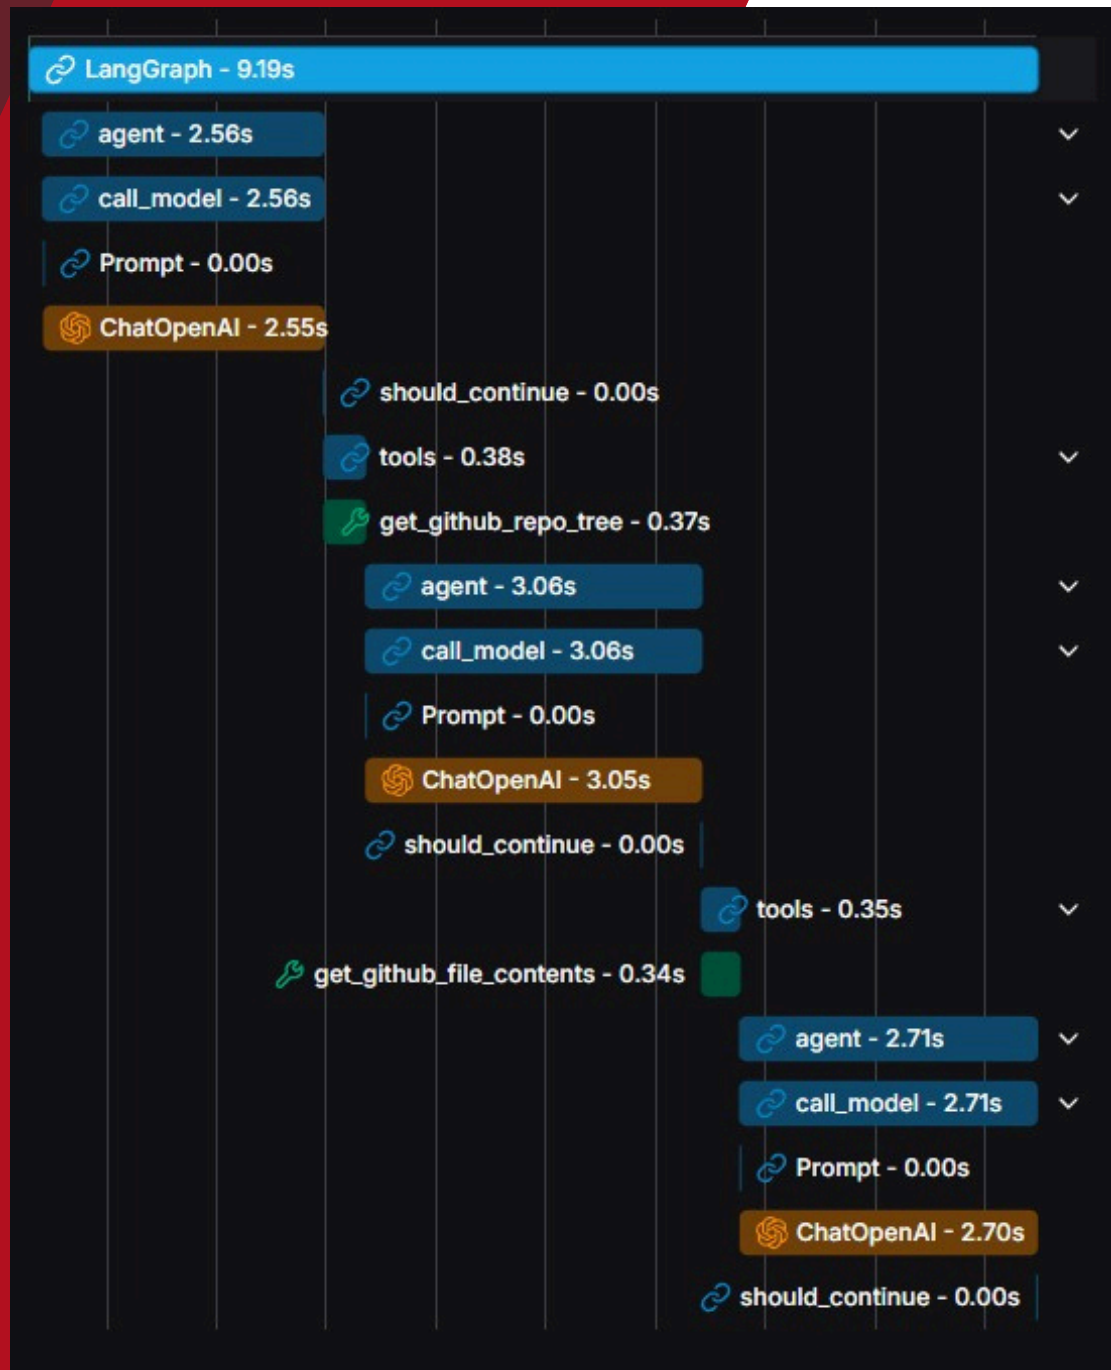 LangGraph - 9.19s
agent - 2.56s
call_model - 2.56s
Prompt - 0.00s
ChatOpenAI - 2.55s
should_continue - 0.00s
tools - 0.38s
get_github_repo_tree - 0.37s
agent - 3.06s
call_model - 3.06s
Prompt - 0.00s
ChatOpenAI - 3.05s
should_continue - 0.00s
tools - 0.35s
get_github_file_contents - 0.34s
agent - 2.71s
call_model - 2.71s
Prompt - 0.00s
ChatOpenAI - 2.70s
should_continue - 0.00s